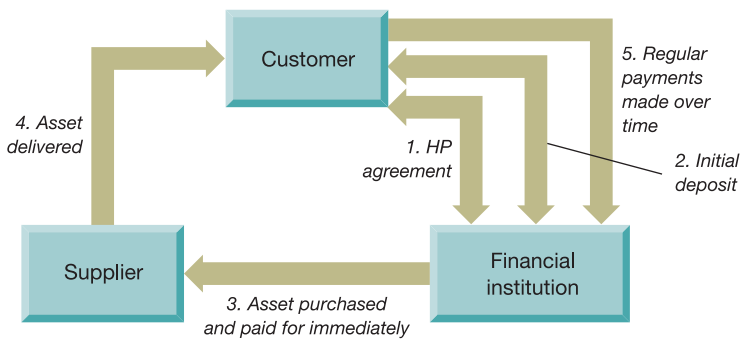 Customer
5. Regular
payments
made over
time
4. Asset
delivered
1. HP
agreement
2. Initial
deposit
Supplier
Financial
institution
3. Asset purchased
and paid for immediately